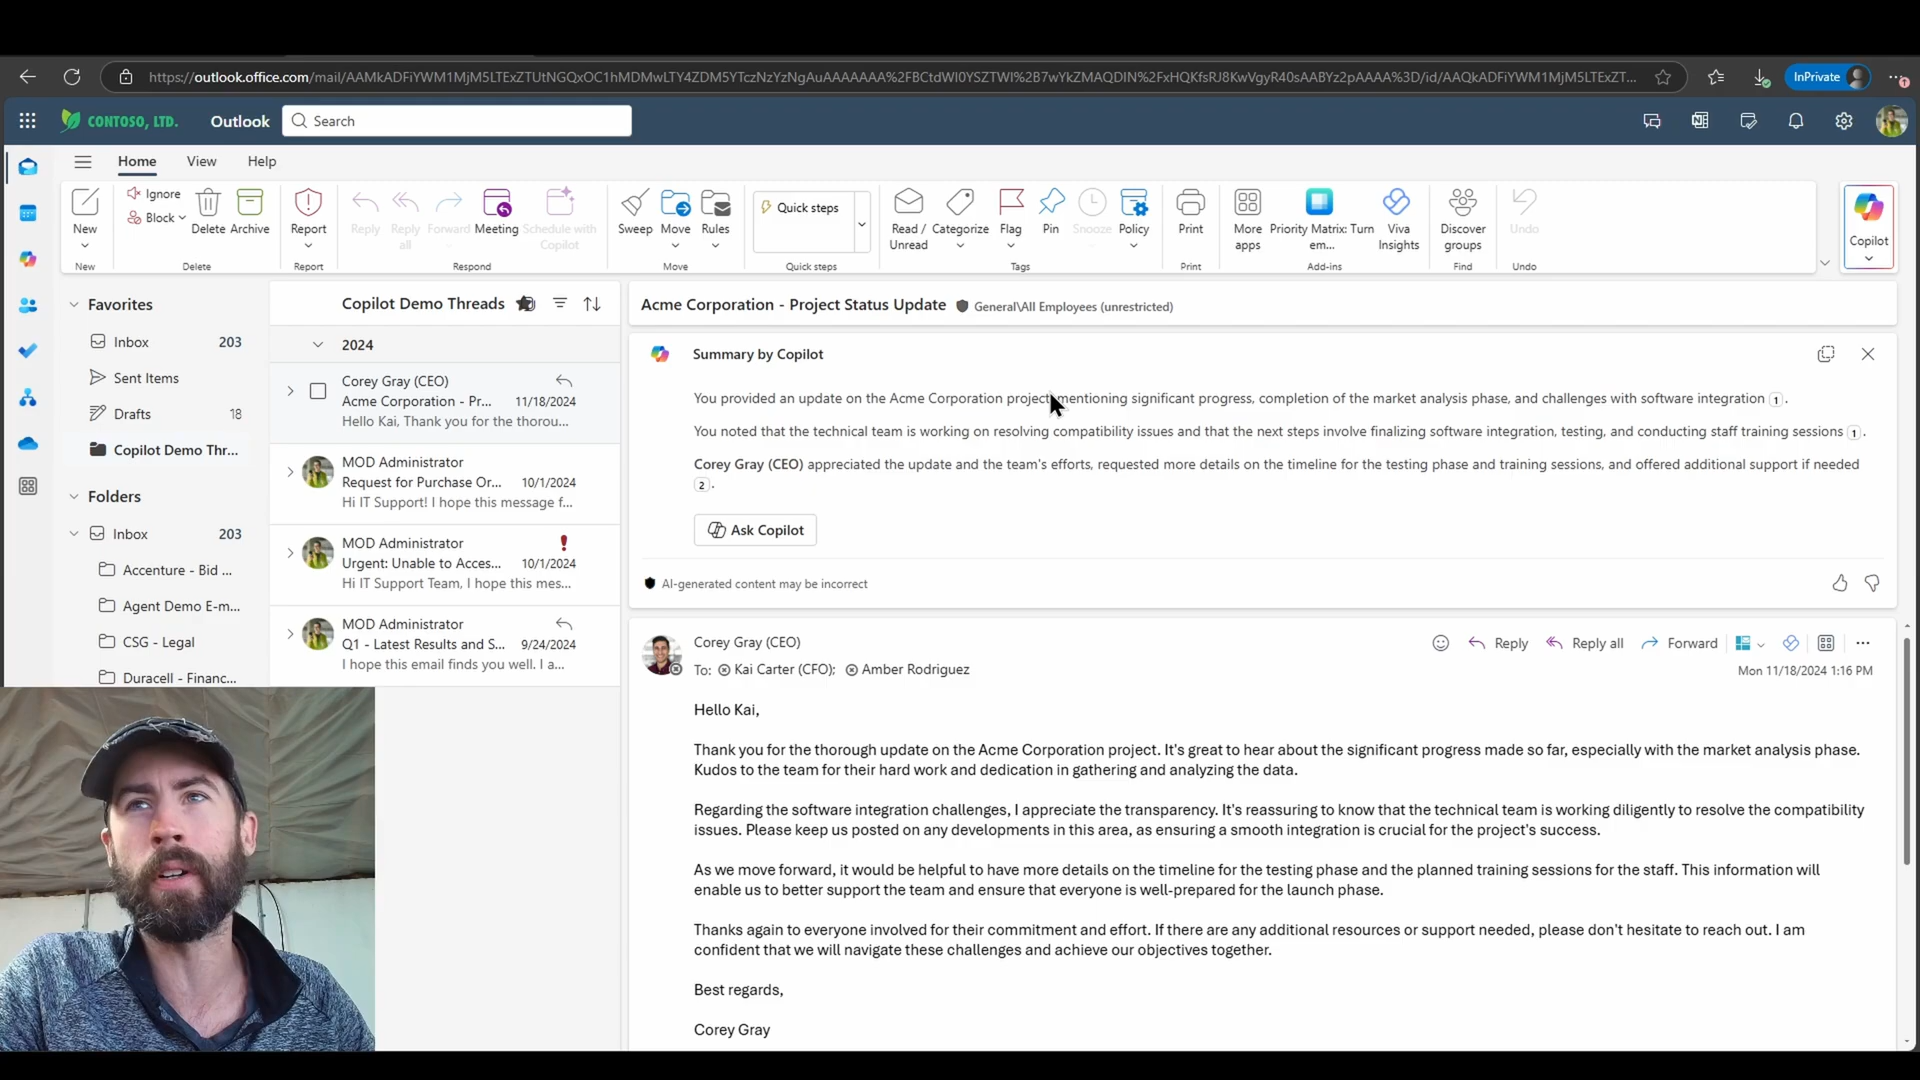 https://outlook.office.com/mail/AAMkADFiYWM1MjM5LTExZTUtNGQxOC1hMDMwLTY4ZDM5YTczNzYzNgAuAAAAAAA%2FBCtdWI0YSZTWI%2B7wYkZMAQDIN%2FxHQKfsRJ8KwVgyR40sAABYz2pAAAA%3D/id/AAQkADFiYWM1MjM5LTExZT...
InPrivate
CONTOSO, LTD.
Outlook
Search
Home
View
Help
New
Ignore
Block
Delete
Archive
Report
Reply
Reply all
Forward
Meeting
Schedule with Copilot
Sweep
Move
Rules
Quick steps
Read / Unread
Categorize
Flag
Pin
Snooze
Policy
Print
More apps
Priority Matrix: Turn em...
Viva Insights
Discover groups
Undo
Copilot
New
Delete
Report
Respond
Move
Quick steps
Tags
Print
Add-ins
Find
Undo
Favorites
Inbox 203
Sent Items
Drafts 18
Copilot Demo Thr...
Folders
Inbox 203
Accenture - Bid ...
Agent Demo E-m...
CSG - Legal
Duracell - Financ...
Copilot Demo Threads
2024
Corey Gray (CEO)
Acme Corporation - Pr... 11/18/2024
Hello Kai, Thank you for the thorou...
MOD Administrator
Request for Purchase Or... 10/1/2024
Hi IT Support! I hope this message f...
MOD Administrator
Urgent: Unable to Acces... 10/1/2024
Hi IT Support Team, I hope this mes...
MOD Administrator
Q1 - Latest Results and S... 9/24/2024
I hope this email finds you well. I a...
Acme Corporation - Project Status Update General\All Employees (unrestricted)
Summary by Copilot
You provided an update on the Acme Corporation project, mentioning significant progress, completion of the market analysis phase, and challenges with software integration 1 .
You noted that the technical team is working on resolving compatibility issues and that the next steps involve finalizing software integration, testing, and conducting staff training sessions 1 .
Corey Gray (CEO) appreciated the update and the team's efforts, requested more details on the timeline for the testing phase and training sessions, and offered additional support if needed
2 .
Ask Copilot
AI-generated content may be incorrect
Corey Gray (CEO)
Reply
Reply all
Forward
To: Kai Carter (CFO); Amber Rodriguez
Mon 11/18/2024 1:16 PM
Hello Kai,
Thank you for the thorough update on the Acme Corporation project. It's great to hear about the significant progress made so far, especially with the market analysis phase.
Kudos to the team for their hard work and dedication in gathering and analyzing the data.
Regarding the software integration challenges, I appreciate the transparency. It's reassuring to know that the technical team is working diligently to resolve the compatibility
issues. Please keep us posted on any developments in this area, as ensuring a smooth integration is crucial for the project's success.
As we move forward, it would be helpful to have more details on the timeline for the testing phase and the planned training sessions for the staff. This information will
enable us to better support the team and ensure that everyone is well-prepared for the launch phase.
Thanks again to everyone involved for their commitment and effort. If there are any additional resources or support needed, please don't hesitate to reach out. I am
confident that we will navigate these challenges and achieve our objectives together.
Best regards,
Corey Gray